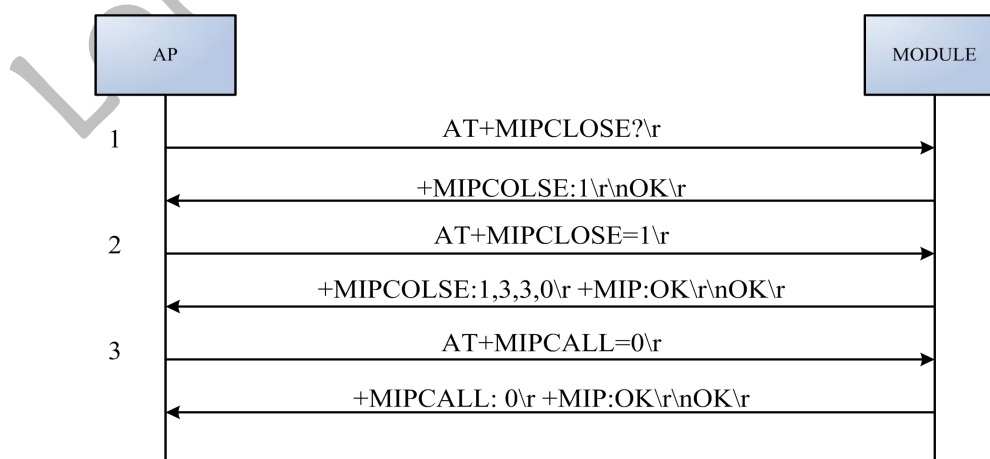 AP
MODULE
1
AT+MIPCLOSE?\r
+MIPCOLSE:1\r\nOK\r
2
AT+MIPCLOSE=1\r
+MIPCOLSE:1,3,3,0\r +MIP:OK\r\nOK\r
3
AT+MIPCALL=0\r
+MIPCALL: 0\r +MIP:OK\r\nOK\r